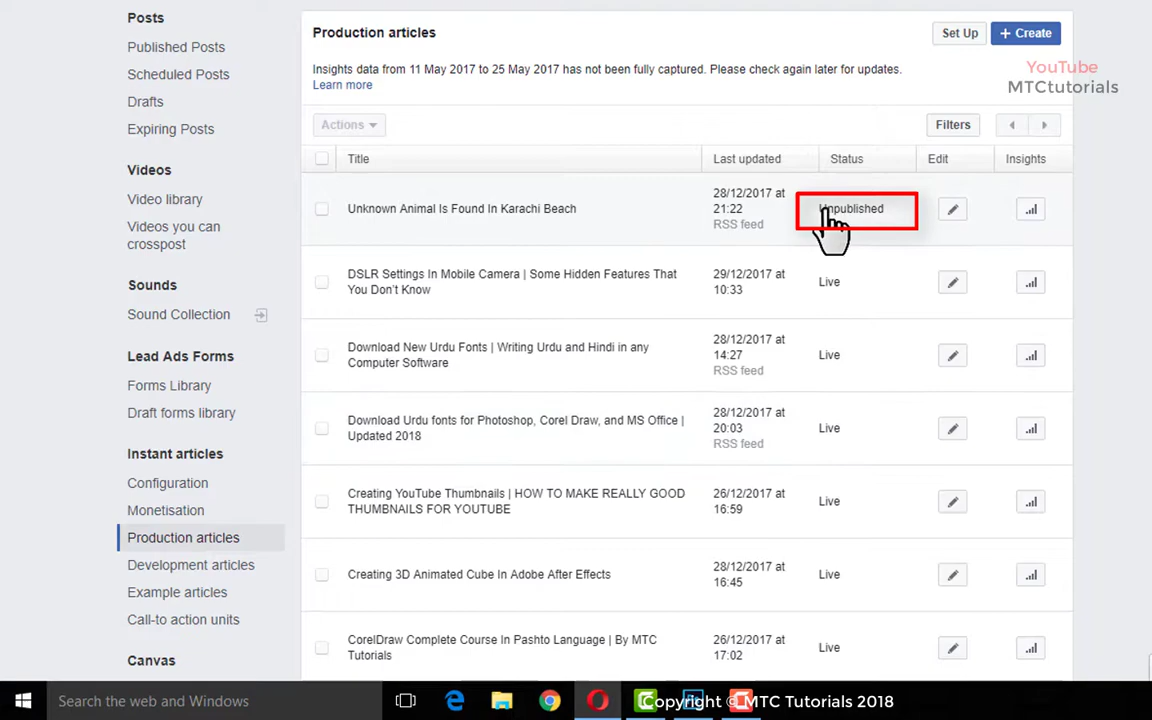 Posts
Published Posts
Scheduled Posts
Drafts
Expiring Posts
Videos
Video library
Videos you can
crosspost
Sounds
Sound Collection
Lead Ads Forms
Forms Library
Draft forms library
Instant articles
Configuration
Monetisation
Production articles
Development articles
Example articles
Call-to action units
Canvas
Production articles
Set Up
+ Create
Insights data from 11 May 2017 to 25 May 2017 has not been fully captured. Please check again later for updates.
Learn more
YouTube
MTCtutorials
Actions
Filters
Title
Last updated
Status
Edit
Insights
Unknown Animal Is Found In Karachi Beach
28/12/2017 at
21:22
RSS feed
Unpublished
DSLR Settings In Mobile Camera | Some Hidden Features That
You Don't Know
29/12/2017 at
10:33
Live
Download New Urdu Fonts | Writing Urdu and Hindi in any
Computer Software
28/12/2017 at
14:27
RSS feed
Live
Download Urdu fonts for Photoshop, Corel Draw, and MS Office |
Updated 2018
28/12/2017 at
20:03
RSS feed
Live
Creating YouTube Thumbnails | HOW TO MAKE REALLY GOOD
THUMBNAILS FOR YOUTUBE
26/12/2017 at
16:59
Live
Creating 3D Animated Cube In Adobe After Effects
28/12/2017 at
16:45
Live
CorelDraw Complete Course In Pashto Language | By MTC
Tutorials
26/12/2017 at
17:02
Live
Search the web and Windows
Copyright © MTC Tutorials 2018